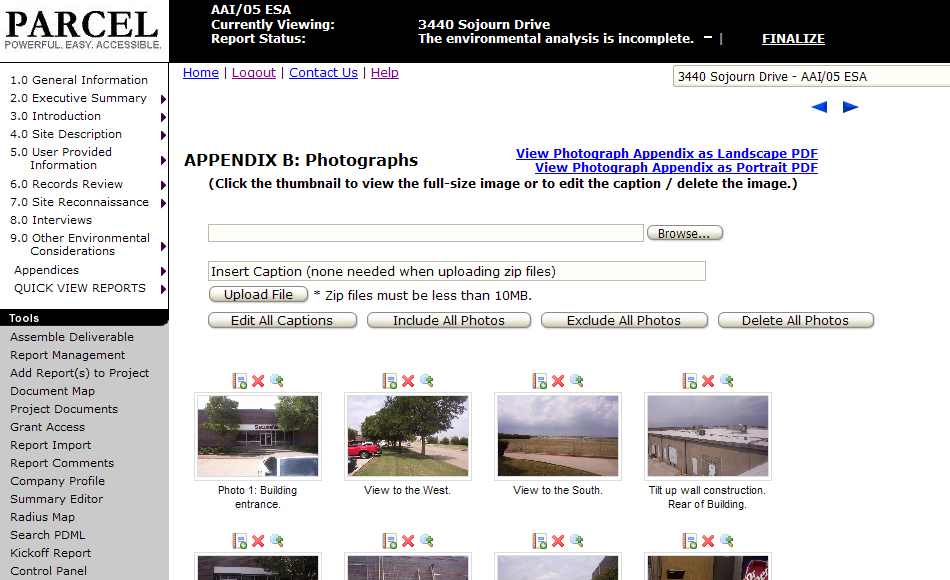 PARCEL
POWERFUL. EASY. ACCESSIBLE.
AAI/05 ESA
Currently Viewing: 3440 Sojourn Drive
Report Status: The environmental analysis is incomplete. – | FINALIZE
Home | Logout | Contact Us | Help
3440 Sojourn Drive - AAI/05 ESA
1.0 General Information
2.0 Executive Summary
3.0 Introduction
4.0 Site Description
5.0 User Provided
Information
6.0 Records Review
7.0 Site Reconnaissance
8.0 Interviews
9.0 Other Environmental
Considerations
Appendices
QUICK VIEW REPORTS
Tools
Assemble Deliverable
Report Management
Add Report(s) to Project
Document Map
Project Documents
Grant Access
Report Import
Report Comments
Company Profile
Summary Editor
Radius Map
Search PDML
Kickoff Report
Control Panel
APPENDIX B: Photographs
View Photograph Appendix as Landscape PDF
View Photograph Appendix as Portrait PDF
(Click the thumbnail to view the full-size image or to edit the caption / delete the image.)
Browse...
Insert Caption (none needed when uploading zip files)
Upload File * Zip files must be less than 10MB.
Edit All Captions Include All Photos Exclude All Photos Delete All Photos
Photo 1: Building
entrance.
View to the West.
View to the South.
Tilt up wall construction.
Rear of Building.